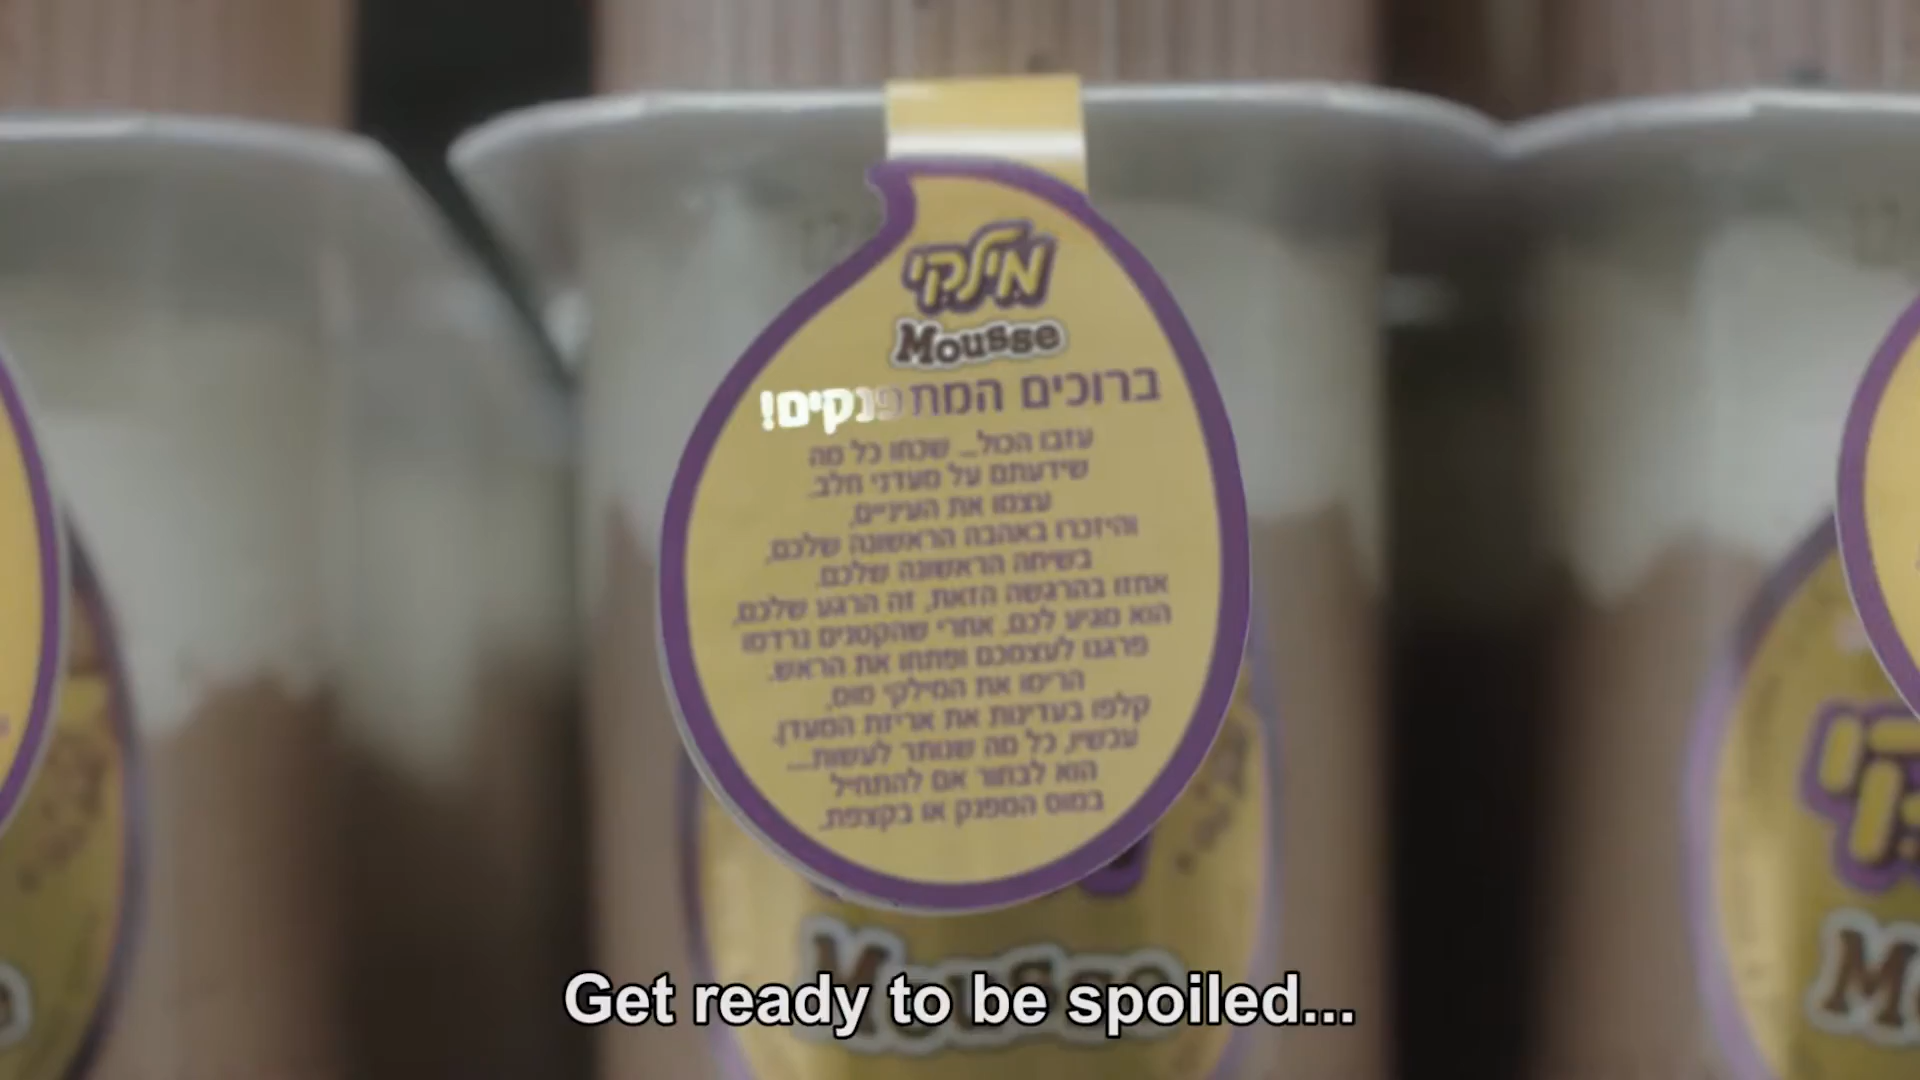 מילקי
Mousse
ברוכים המתפנקים!
עזבו הכול... שכחו כל מה
שידעתם על מעדני חלב.
עצמו את העיניים,
והיזכרו באהבה הראשונה שלכם,
בשיחה הראשונה שלכם.
אחזו בהרגשה הזאת, זה הרגע שלכם,
הוא מגיע לכם. אחרי שהקטנים נרדמו
פרגנו לעצמכם ופתחו את הראש.
הרימו את המילקי מוס,
קלפו בעדינות את אריזת המעדן.
עכשיו, כל מה שנותר לעשות....
הוא לבחור אם להתחיל
במוס המפנק או בקצפת.
Mousse
Get ready to be spoiled...